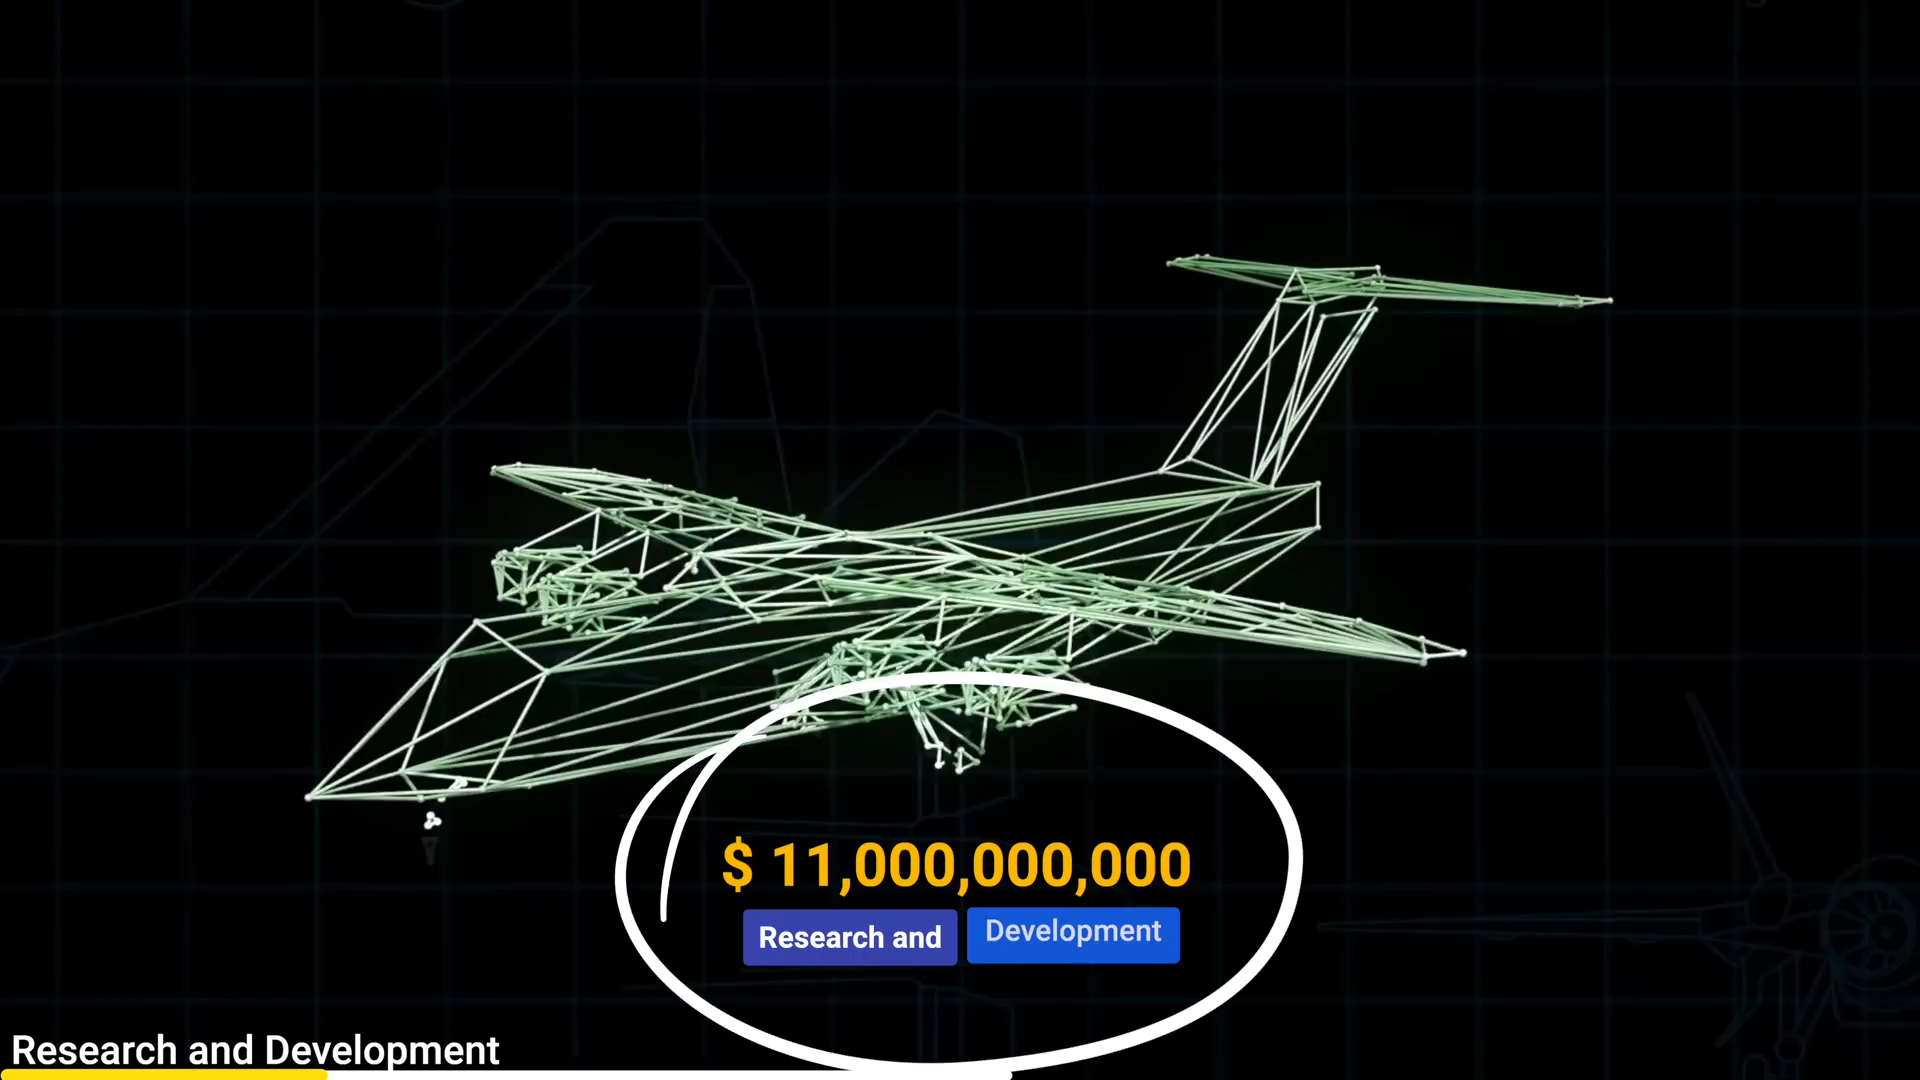 $ 11,000,000,000
Research and Development
Research and Development